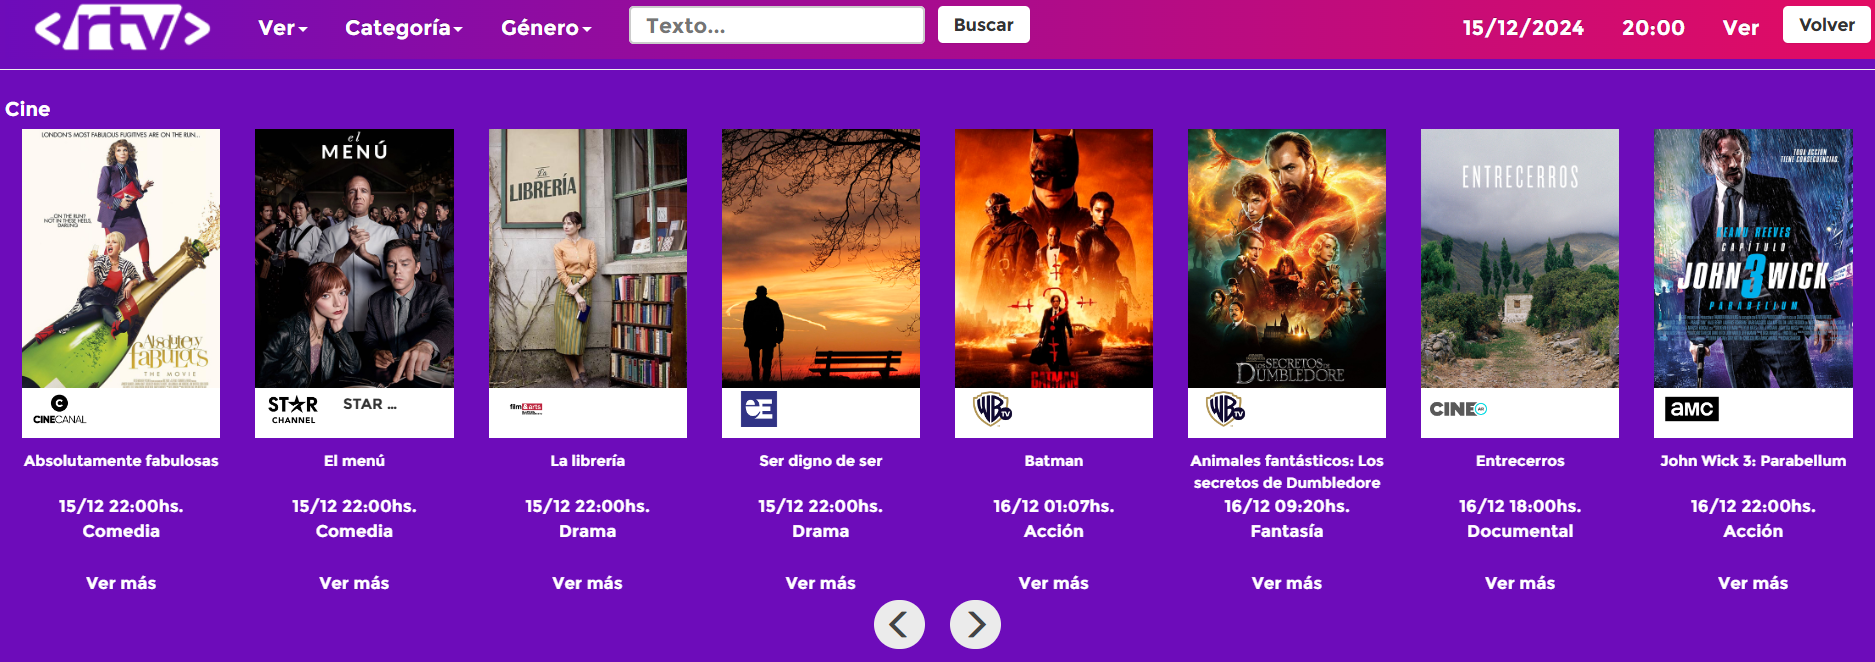 <rtv>
Ver
Categoría
Género
Texto...
Buscar
15/12/2024
20:00
Ver
Volver
Cine
LONDON'S MOST FABULOUS FUGITIVES ARE ON THE RUN...
...ON THE RUN?
NOT IN THESE HEELS,
DARLING!
Absolutely
fabulous
THE MOVIE
C
CINECANAL
Absolutamente fabulosas
15/12 22:00hs.
Comedia
Ver más
el
MENÚ
STAR
CHANNEL
STAR ...
El menú
15/12 22:00hs.
Comedia
Ver más
La
LIBRERÍA
film&arts
La librería
15/12 22:00hs.
Drama
Ver más
eE
Ser digno de ser
15/12 22:00hs.
Drama
Ver más
BATMAN
WB TV
Batman
16/12 01:07hs.
Acción
Ver más
LOS SECRETOS DE
DUMBLEDORE
WB TV
Animales fantásticos: Los
secretos de Dumbledore
16/12 09:20hs.
Fantasía
Ver más
ENTRECERROS
CINE AR
Entrecerros
16/12 18:00hs.
Documental
Ver más
TODA ACCIÓN
TIENE CONSECUENCIAS.
KEANU REEVES
CAPÍTULO
JOHN 3 WICK
PARABELLUM
aMC
John Wick 3: Parabellum
16/12 22:00hs.
Acción
Ver más